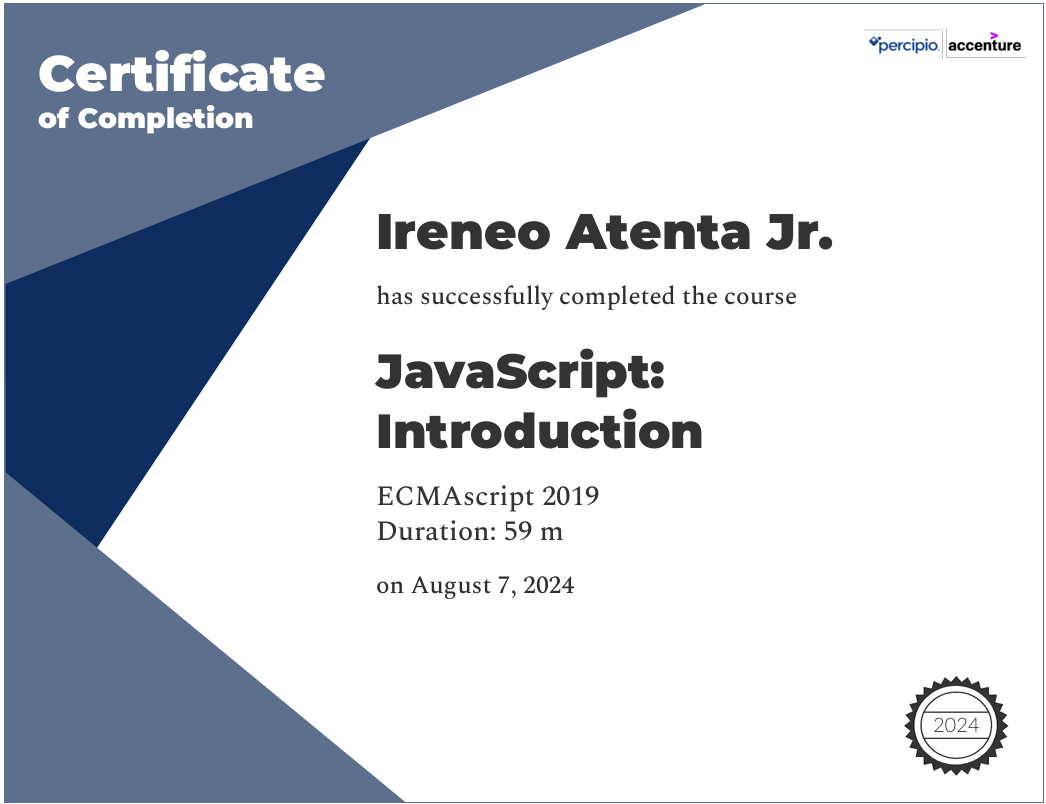 Certificate
of Completion
percipio.
accenture
Ireneo Atenta Jr.
has successfully completed the course
JavaScript:
Introduction
ECMAscript 2019
Duration: 59 m
on August 7, 2024
2024